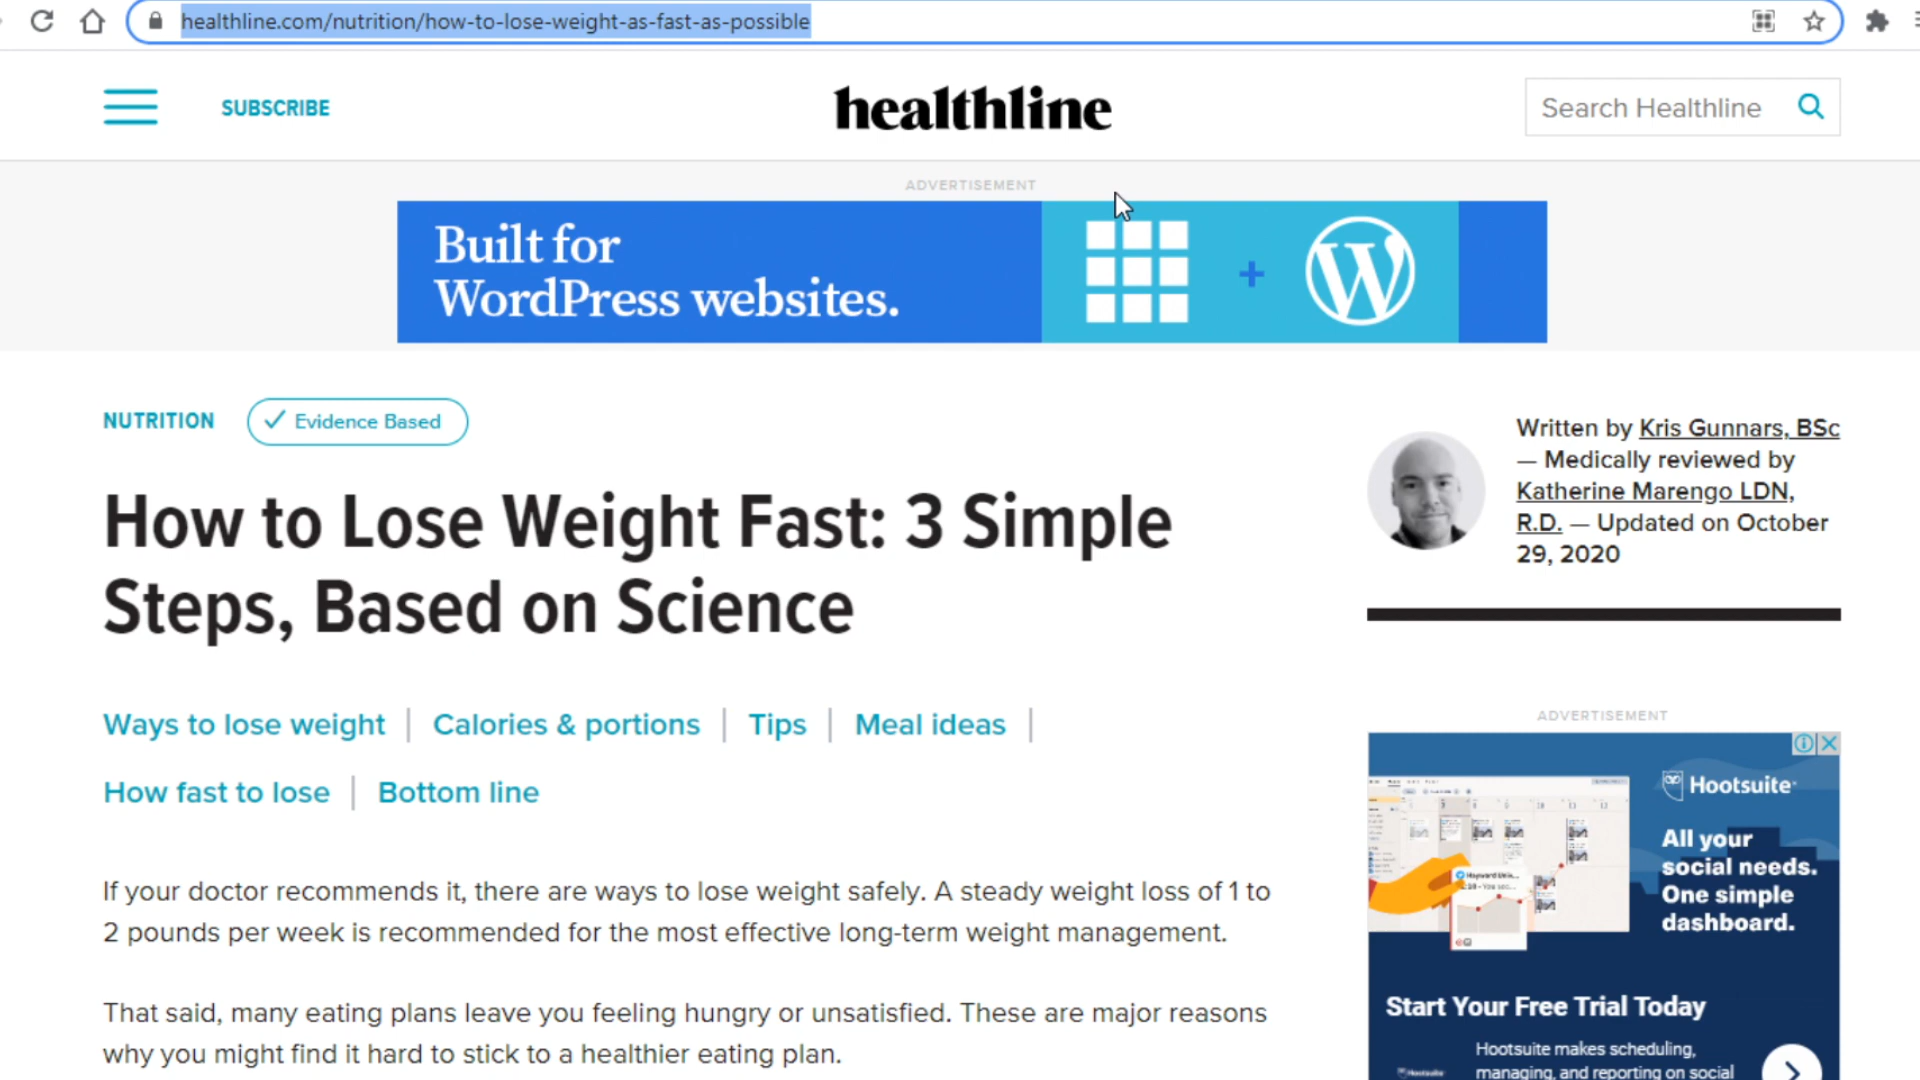 healthline.com/nutrition/how-to-lose-weight-as-fast-as-possible
SUBSCRIBE
healthline
Search Healthline
ADVERTISEMENT
Built for
WordPress websites.
+
W
NUTRITION
Evidence Based
How to Lose Weight Fast: 3 Simple
Steps, Based on Science
Written by Kris Gunnars, BSc
— Medically reviewed by
Katherine Marengo LDN,
R.D. — Updated on October
29, 2020
Ways to lose weight | Calories & portions | Tips | Meal ideas |
How fast to lose | Bottom line
If your doctor recommends it, there are ways to lose weight safely. A steady weight loss of 1 to
2 pounds per week is recommended for the most effective long-term weight management.
That said, many eating plans leave you feeling hungry or unsatisfied. These are major reasons
why you might find it hard to stick to a healthier eating plan.
ADVERTISEMENT
Hootsuite
All your
social needs.
One simple
dashboard.
Start Your Free Trial Today
Hootsuite makes scheduling,
managing, and reporting on social